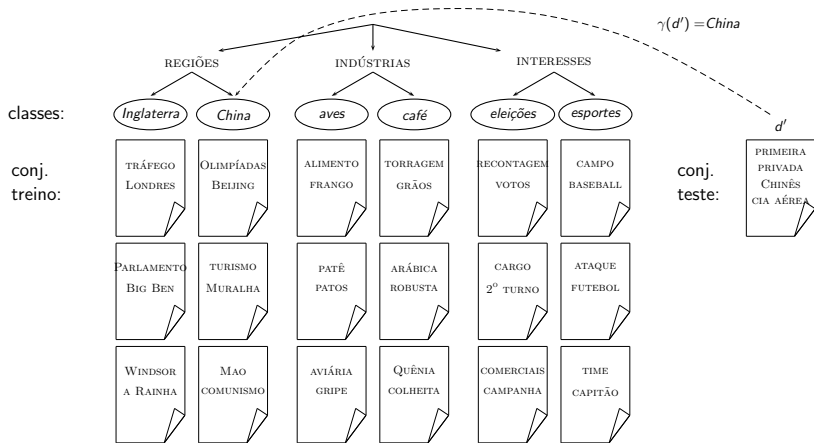 γ(d′) =China
REGIÕES
INDÚSTRIAS
INTERESSES
classes:
Inglaterra
China
aves
café
eleições
esportes
d′
conj.
treino:
TRÁFEGO
LONDRES
OLIMPÍADAS
BEIJING
ALIMENTO
FRANGO
TORRAGEM
GRÃOS
RECONTAGEM
VOTOS
CAMPO
BASEBALL
conj.
teste:
PRIMEIRA
PRIVADA
CHINÊS
CIA AÉREA
PARLAMENTO
BIG BEN
TURISMO
MURALHA
PATÊ
PATOS
ARÁBICA
ROBUSTA
CARGO
2º TURNO
ATAQUE
FUTEBOL
WINDSOR
A RAINHA
MAO
COMUNISMO
AVIÁRIA
GRIPE
QUÊNIA
COLHEITA
COMERCIAIS
CAMPANHA
TIME
CAPITÃO